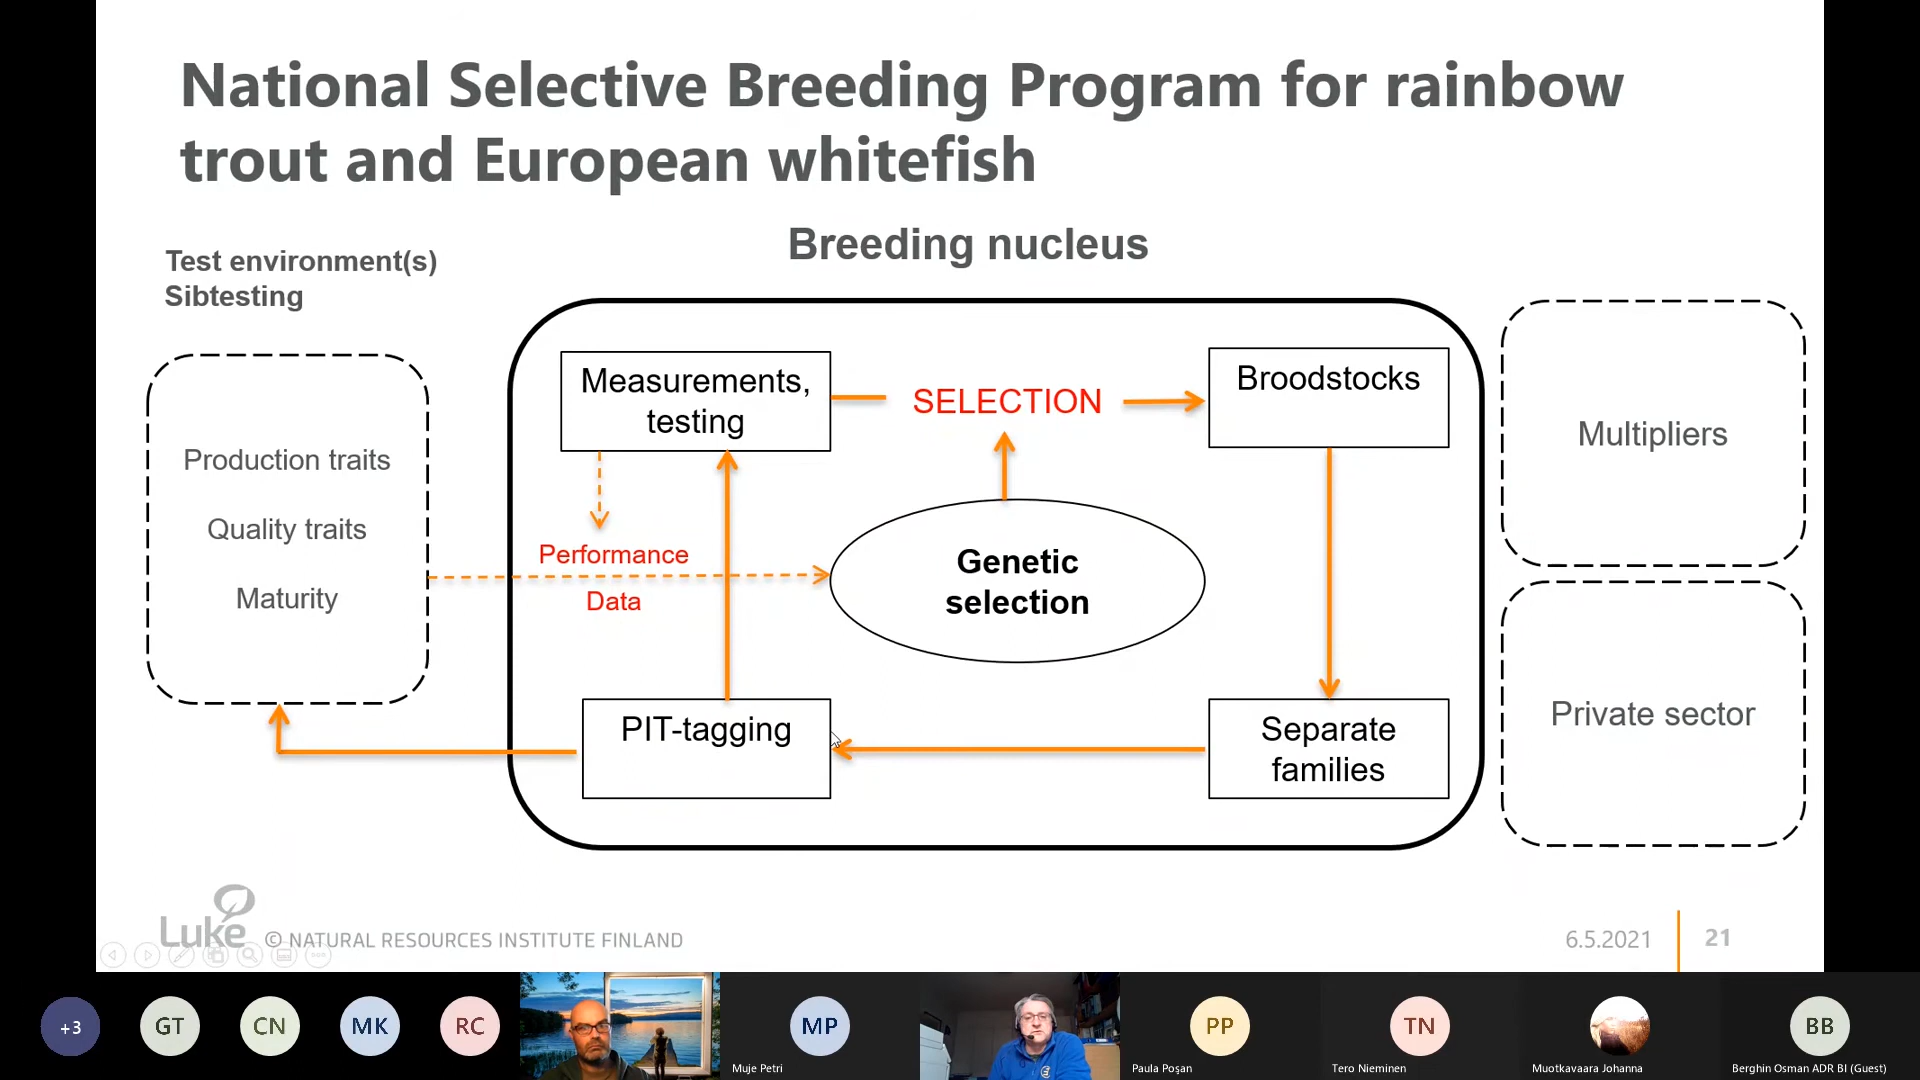 National Selective Breeding Program for rainbow
trout and European whitefish
Breeding nucleus
Test environment(s)
Sibtesting
Measurements,
testing
SELECTION
Broodstocks
Multipliers
Production traits
Quality traits
Maturity
Performance
Data
Genetic
selection
PIT-tagging
Separate
families
Private sector
Luke
© NATURAL RESOURCES INSTITUTE FINLAND
6.5.2021
21
+3
GT
CN
MK
RC
MP
PP
TN
BB
Muje Petri
Paula Poșan
Tero Nieminen
Muotkavaara Johanna
Berghin Osman ADR BI (Guest)